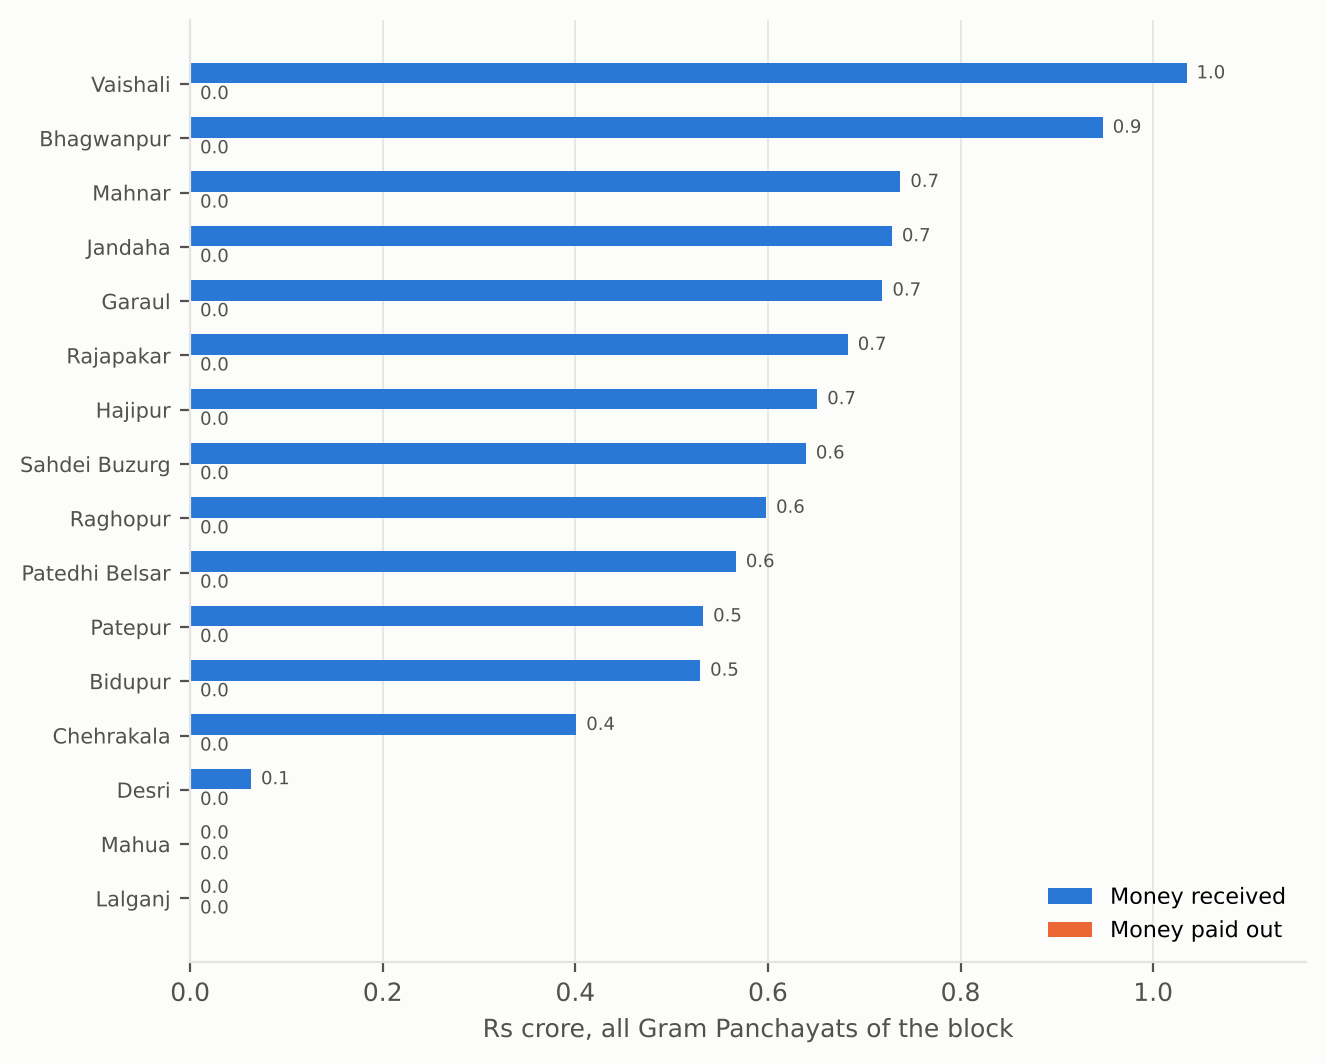 Vaishali 1.0
0.0
Bhagwanpur 0.9
0.0
Mahnar 0.7
0.0
Jandaha 0.7
0.0
Garaul 0.7
0.0
Rajapakar 0.7
0.0
Hajipur 0.7
0.0
Sahdei Buzurg 0.6
0.0
Raghopur 0.6
0.0
Patedhi Belsar 0.6
0.0
Patepur 0.5
0.0
Bidupur 0.5
0.0
Chehrakala 0.4
0.0
Desri 0.1
0.0
Mahua 0.0
0.0
Lalganj 0.0
0.0
Money received
Money paid out
0.0 0.2 0.4 0.6 0.8 1.0
Rs crore, all Gram Panchayats of the block